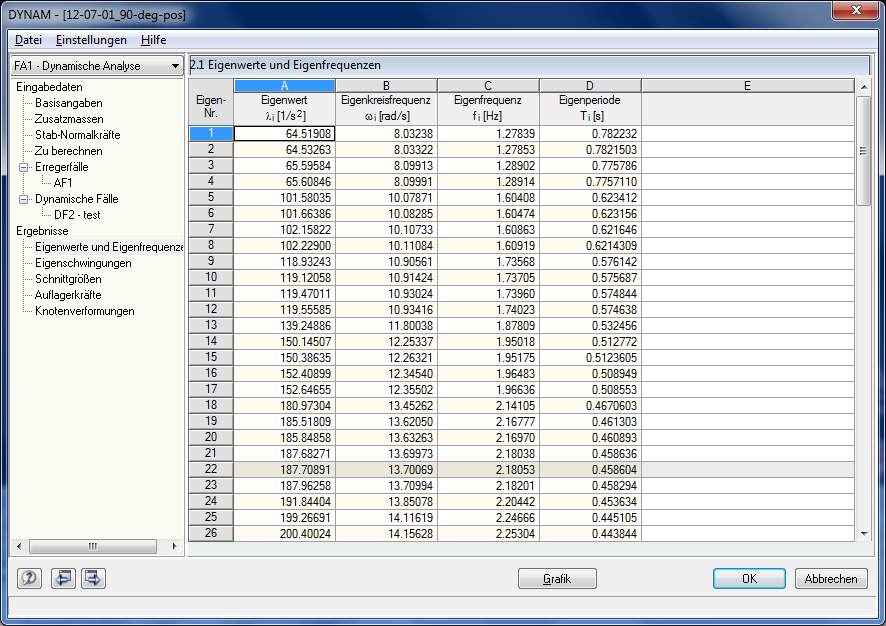 DYNAM - [12-07-01_90-deg-pos]
Datei Einstellungen Hilfe
FA1 - Dynamische Analyse
2.1 Eigenwerte und Eigenfrequenzen
Eingabedaten
Basisangaben
Zusatzmassen
Stab-Normalkräfte
Zu berechnen
Erregerfälle
AF1
Dynamische Fälle
DF2 - test
Ergebnisse
Eigenwerte und Eigenfrequenze
Eigenschwingungen
Schnittgrößen
Auflagerkräfte
Knotenverformungen
A B C D E
Eigen- Eigenwert Eigenkreisfrequenz Eigenfrequenz Eigenperiode
Nr. λi [1/s²] ωi [rad/s] fi [Hz] Ti [s]
1 64.51908 8.03238 1.27839 0.782232
2 64.53263 8.03322 1.27853 0.7821503
3 65.59584 8.09913 1.28902 0.775786
4 65.60846 8.09991 1.28914 0.7757110
5 101.58035 10.07871 1.60408 0.623412
6 101.66386 10.08285 1.60474 0.623156
7 102.15822 10.10733 1.60863 0.621646
8 102.22900 10.11084 1.60919 0.6214309
9 118.93243 10.90561 1.73568 0.576142
10 119.12058 10.91424 1.73705 0.575687
11 119.47011 10.93024 1.73960 0.574844
12 119.55585 10.93416 1.74023 0.574638
13 139.24886 11.80038 1.87809 0.532456
14 150.14507 12.25337 1.95018 0.512772
15 150.38635 12.26321 1.95175 0.5123605
16 152.40899 12.34540 1.96483 0.508949
17 152.64655 12.35502 1.96636 0.508553
18 180.97304 13.45262 2.14105 0.4670603
19 185.51809 13.62050 2.16777 0.461303
20 185.84858 13.63263 2.16970 0.460893
21 187.68271 13.69973 2.18038 0.458636
22 187.70891 13.70069 2.18053 0.458604
23 187.96258 13.70994 2.18201 0.458294
24 191.84404 13.85078 2.20442 0.453634
25 199.26691 14.11619 2.24666 0.445105
26 200.40024 14.15628 2.25304 0.443844
Grafik OK Abbrechen